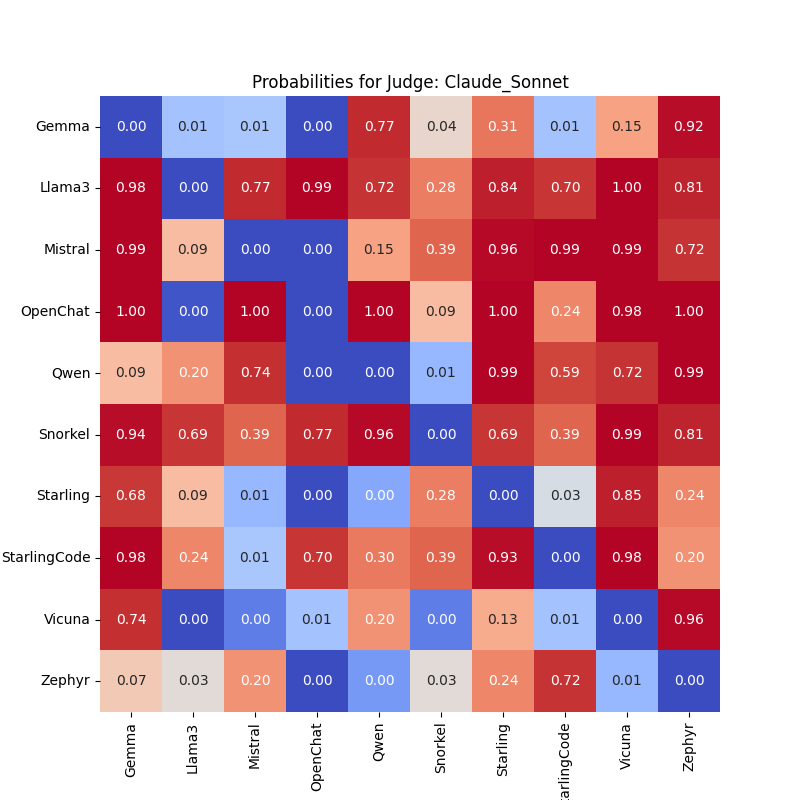 Probabilities for Judge: Claude_Sonnet
Gemma 0.00 0.01 0.01 0.00 0.77 0.04 0.31 0.01 0.15 0.92
Llama3 0.98 0.00 0.77 0.99 0.72 0.28 0.84 0.70 1.00 0.81
Mistral 0.99 0.09 0.00 0.00 0.15 0.39 0.96 0.99 0.99 0.72
OpenChat 1.00 0.00 1.00 0.00 1.00 0.09 1.00 0.24 0.98 1.00
Qwen 0.09 0.20 0.74 0.00 0.00 0.01 0.99 0.59 0.72 0.99
Snorkel 0.94 0.69 0.39 0.77 0.96 0.00 0.69 0.39 0.99 0.81
Starling 0.68 0.09 0.01 0.00 0.00 0.28 0.00 0.03 0.85 0.24
StarlingCode 0.98 0.24 0.01 0.70 0.30 0.39 0.93 0.00 0.98 0.20
Vicuna 0.74 0.00 0.00 0.01 0.20 0.00 0.13 0.01 0.00 0.96
Zephyr 0.07 0.03 0.20 0.00 0.00 0.03 0.24 0.72 0.01 0.00
Gemma Llama3 Mistral OpenChat Qwen Snorkel Starling arlingCode Vicuna Zephyr